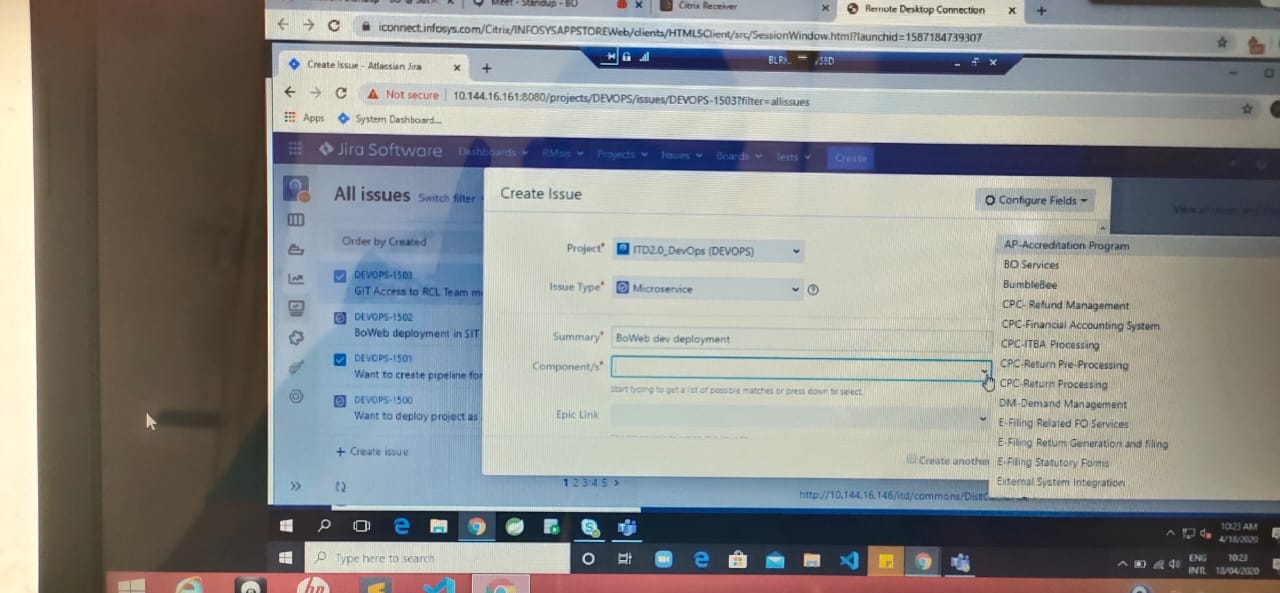 Meet - Standup - BO
Citrix Receiver
Remote Desktop Connection
iconnect.infosys.com/Citrix/INFOSYSAPPSTOREWeb/clients/HTML5Client/src/SessionWindow.html?launchid=1587184739307
Create Issue - Atlassian Jira
Not secure
10.144.16.161:8080/projects/DEVOPS/issues/DEVOPS-1503?filter=allissues
Apps
System Dashboard...
Jira Software
Dashboards
RMsis
Projects
Issues
Boards
Tests
Create
All issues
Switch filter
Order by Created
DEVOPS-1503
GIT Access to RCL Team
DEVOPS-1502
BoWeb deployment in SIT
DEVOPS-1501
Want to create pipeline for
DEVOPS-1500
Want to deploy project as
+ Create issue
1 2 3 4 5 >
Create Issue
Configure Fields
Project*
ITD2.0_DevOps (DEVOPS)
Issue Type*
Microservice
Summary*
BoWeb dev deployment
Component/s*
Start typing to get a list of possible matches or press down to select.
Epic Link
Create another
AP-Accreditation Program
BO Services
BumbleBee
CPC- Refund Management
CPC-Financial Accounting System
CPC-ITBA Processing
CPC-Return Pre-Processing
CPC-Return Processing
DM-Demand Management
E-Filing Related FO Services
E-Filing Return Generation and filing
E-Filing Statutory Forms
External System Integration
http://10.144.16.146/itd/commons/
10:23 AM
4/18/2020
Type here to search
ENG
INTL
10:23
18/04/2020
hp